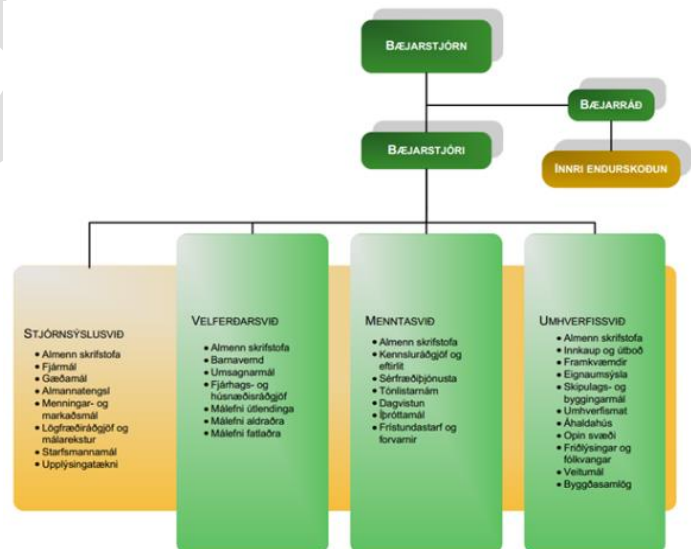 BÆJARSTJÓRN
BÆJARRÁÐ
BÆJARSTJÓRI
INNRI ENDURSKOÐUN
STJÓRNSÝSLUSVIÐ
• Almenn skrifstofa
• Fjármál
• Gæðamál
• Almannatengsl
• Menningar- og
markaðsmál
• Lögfræðiráðgjöf og
málarekstur
• Starfsmannamál
• Upplýsingatækni
VELFERÐARSVIÐ
• Almenn skrifstofa
• Barnavernd
• Umsagnarmál
• Fjárhags- og
húsnæðisráðgjöf
• Málefni útlendinga
• Málefni aldraðra
• Málefni fatlaðra
MENNTASVIÐ
• Almenn skrifstofa
• Kennsluráðgjöf og
eftirlit
• Sérfræðiþjónusta
• Tónlistarnám
• Dagvistun
• Íþróttamál
• Frístundastarf og
forvarnir
UMHVERFISSVIÐ
• Almenn skrifstofa
• Innkaup og útboð
• Framkvæmdir
• Eignaumsýsla
• Skipulags- og
byggingarmál
• Umhverfismat
• Áhaldahús
• Opin svæði
• Friðlýsingar og
fólkvangar
• Veitumál
• Byggðasamlög